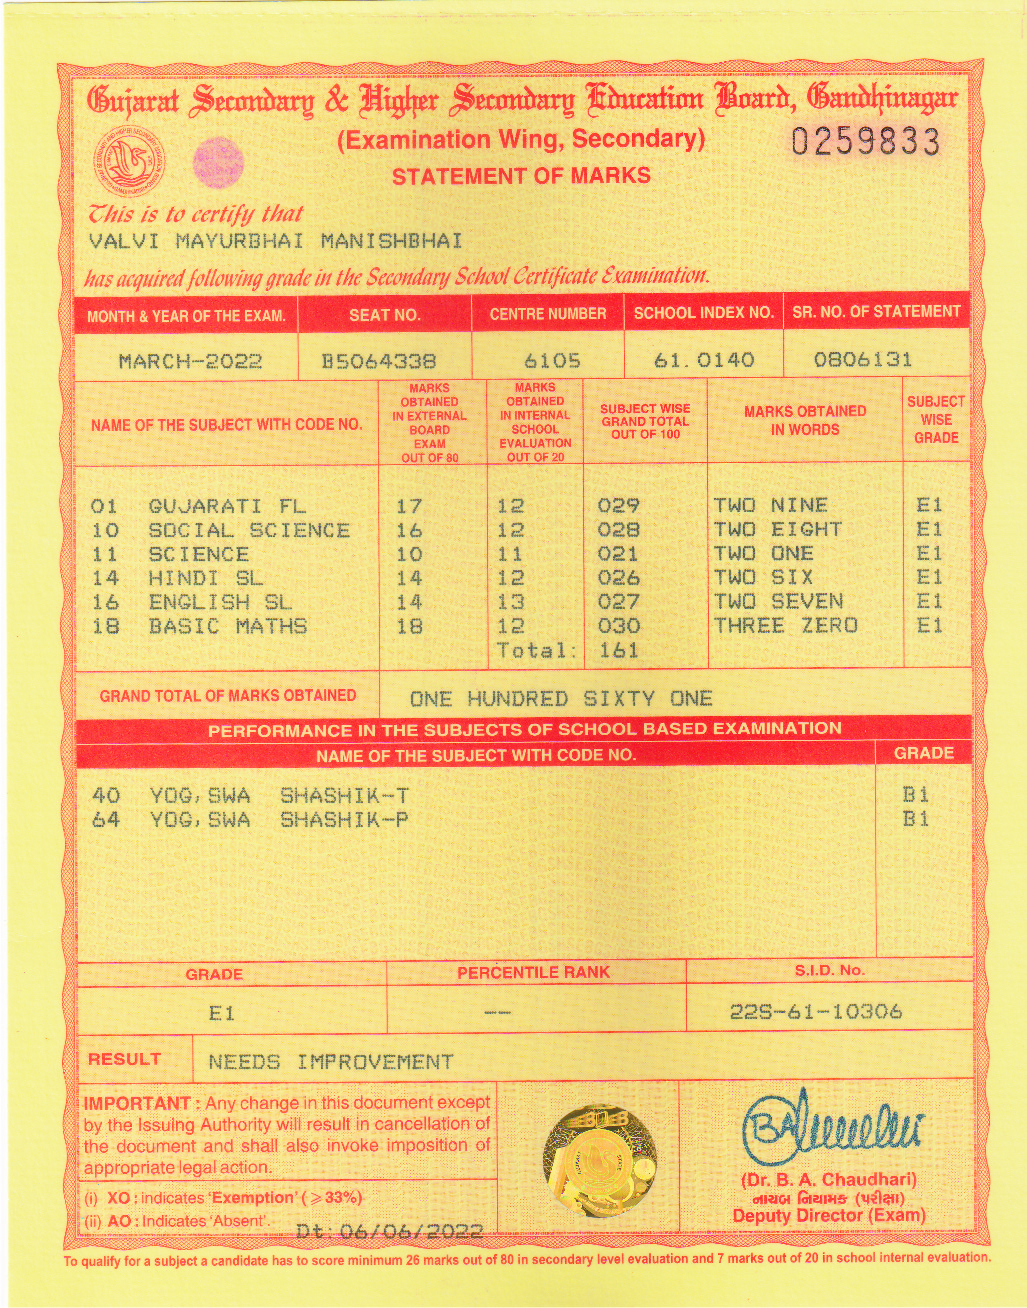 Gujarat Secondary & Higher Secondary Education Board, Gandhinagar
(Examination Wing, Secondary)
0259833
STATEMENT OF MARKS
This is to certify that
VALVI MAYURBHAI MANISHBHAI
has acquired following grade in the Secondary School Certificate Examination.
MONTH & YEAR OF THE EXAM. SEAT NO. CENTRE NUMBER SCHOOL INDEX NO. SR. NO. OF STATEMENT
MARCH-2022 B5064338 6105 61.0140 0806131
NAME OF THE SUBJECT WITH CODE NO. MARKS OBTAINED IN EXTERNAL BOARD EXAM OUT OF 80 MARKS OBTAINED IN INTERNAL SCHOOL EVALUATION OUT OF 20 SUBJECT WISE GRAND TOTAL OUT OF 100 MARKS OBTAINED IN WORDS SUBJECT WISE GRADE
01 GUJARATI FL 17 12 029 TWO NINE E1
10 SOCIAL SCIENCE 16 12 028 TWO EIGHT E1
11 SCIENCE 10 11 021 TWO ONE E1
14 HINDI SL 14 12 026 TWO SIX E1
16 ENGLISH SL 14 13 027 TWO SEVEN E1
18 BASIC MATHS 18 12 030 THREE ZERO E1
Total: 161
GRAND TOTAL OF MARKS OBTAINED ONE HUNDRED SIXTY ONE
PERFORMANCE IN THE SUBJECTS OF SCHOOL BASED EXAMINATION
NAME OF THE SUBJECT WITH CODE NO. GRADE
40 YOG,SWA SHASHIK-T B1
64 YOG,SWA SHASHIK-P B1
GRADE PERCENTILE RANK S.I.D. No.
E1 -- 22S-61-10306
RESULT NEEDS IMPROVEMENT
IMPORTANT : Any change in this document except
by the Issuing Authority will result in cancellation of
the document and shall also invoke imposition of
appropriate legal action.
(i) XO : indicates 'Exemption' ( ≥ 33%)
(ii) AO : Indicates 'Absent'.
Dt: 06/06/2022
(Dr. B. A. Chaudhari)
નાયબ નિયામક (પરીક્ષા)
Deputy Director (Exam)
To qualify for a subject a candidate has to score minimum 26 marks out of 80 in secondary level evaluation and 7 marks out of 20 in school internal evaluation.